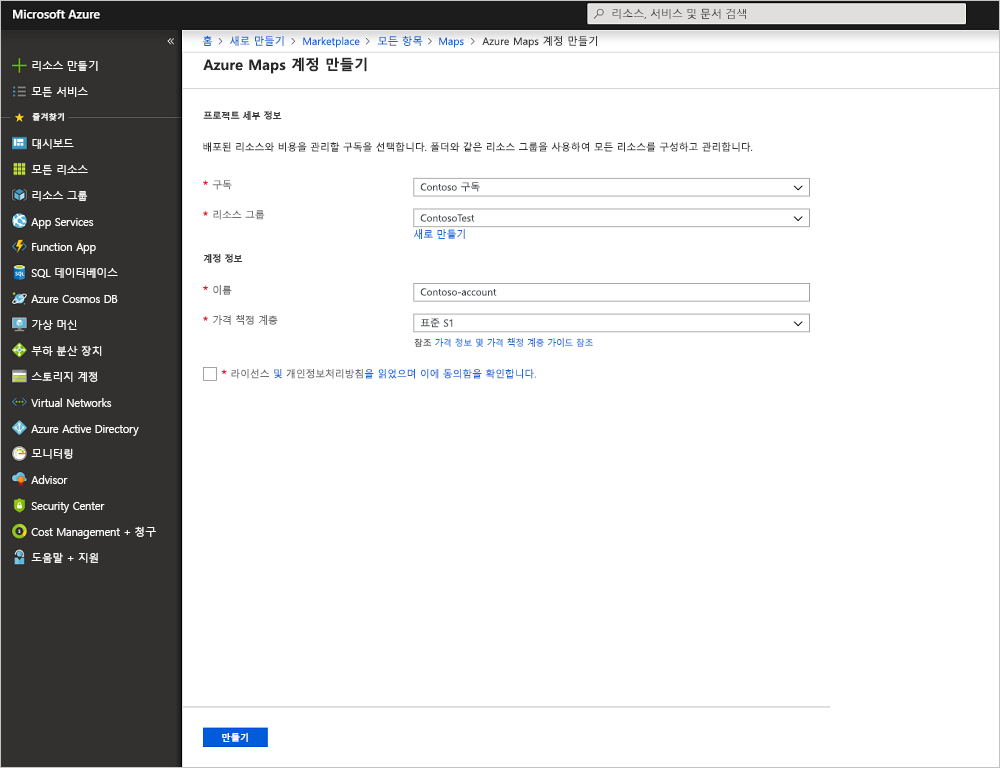 Microsoft Azure
리소스, 서비스 및 문서 검색
«
홈 > 새로 만들기 > Marketplace > 모든 항목 > Maps > Azure Maps 계정 만들기
Azure Maps 계정 만들기
리소스 만들기
모든 서비스
즐겨찾기
대시보드
모든 리소스
리소스 그룹
App Services
Function App
SQL 데이터베이스
Azure Cosmos DB
가상 머신
부하 분산 장치
스토리지 계정
Virtual Networks
Azure Active Directory
모니터링
Advisor
Security Center
Cost Management + 청구
도움말 + 지원
프로젝트 세부 정보
배포된 리소스와 비용을 관리할 구독을 선택합니다. 폴더와 같은 리소스 그룹을 사용하여 모든 리소스를 구성하고 관리합니다.
* 구독
Contoso 구독
* 리소스 그룹
ContosoTest
새로 만들기
계정 정보
* 이름
Contoso-account
* 가격 책정 계층
표준 S1
참조 가격 정보 및 가격 책정 계층 가이드 참조
* 라이선스 및 개인정보처리방침을 읽었으며 이에 동의함을 확인합니다.
만들기